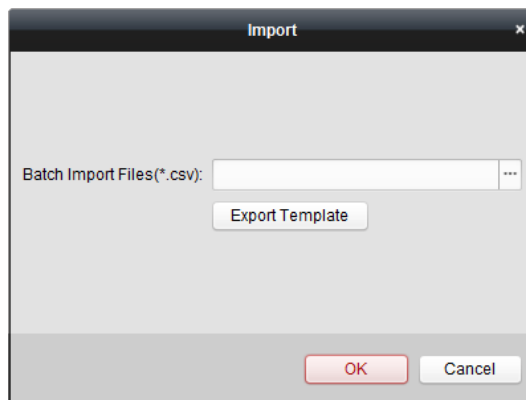 Import
Batch Import Files(*.csv):
Export Template
OK
Cancel